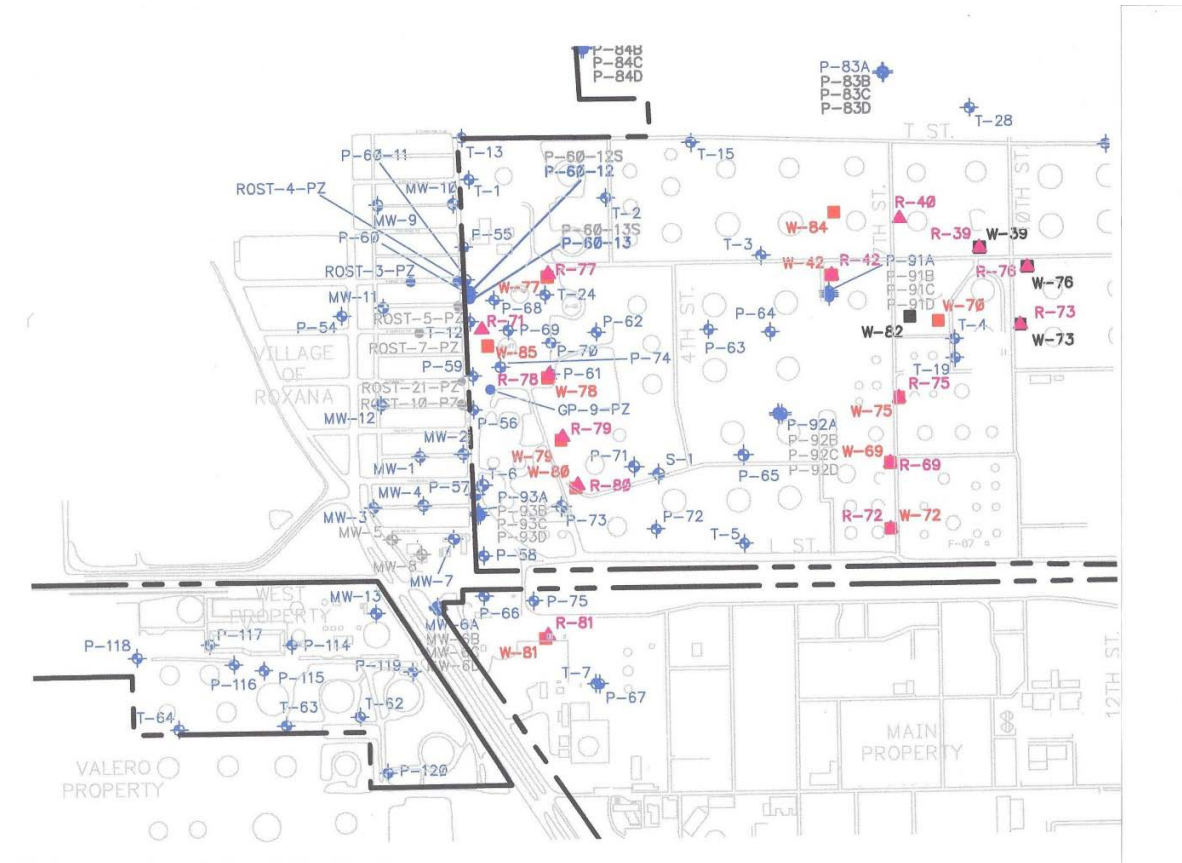 P-84B
P-84C
P-84D
P-83A
P-83B
P-83C
P-83D
T-28
T ST.
T-13
T-15
P-60-11
P-60-12S
P-60-12
10TH ST.
ROST-4-PZ
MW-10
T-1
MW-9
T-2
R-40
W-84
7TH ST.
P-60
P-55
P-60-13S
P-60-13
T-3
R-39
W-39
ROST-3-PZ
R-77
W-42
R-42
P-91A
P-91B
P-91C
P-91D
R-76
W-76
W-77
MW-11
P-68
T-24
W-70
P-54
ROST-5-PZ
R-71
T-12
P-69
P-62
4TH ST.
P-63
P-64
W-82
T-4
R-73
W-73
VILLAGE
OF
ROXANA
ROST-7-PZ
W-85
P-70
P-74
T-19
P-59
R-78
P-61
W-78
R-75
W-75
ROST-21-PZ
ROST-10-PZ
GP-9-PZ
MW-12
P-56
P-92A
P-92B
P-92C
P-92D
MW-2
R-79
W-79
MW-1
P-71
S-1
P-65
W-69
R-69
W-80
R-80
T-6
P-57
MW-4
P-93A
P-93B
P-93C
P-93D
MW-3
P-73
P-72
T-5
R-72
W-72
MW-5
MW-8
MW-7
P-58
L ST.
F-07
WEST
PROPERTY
MW-13
P-66
P-75
MW-6A
MW-6B
MW-6C
MW-6D
R-81
W-81
P-118
P-117
P-114
P-116
P-115
P-119
T-7
P-67
12TH ST.
T-64
T-63
T-62
MAIN
PROPERTY
VALERO
PROPERTY
P-120